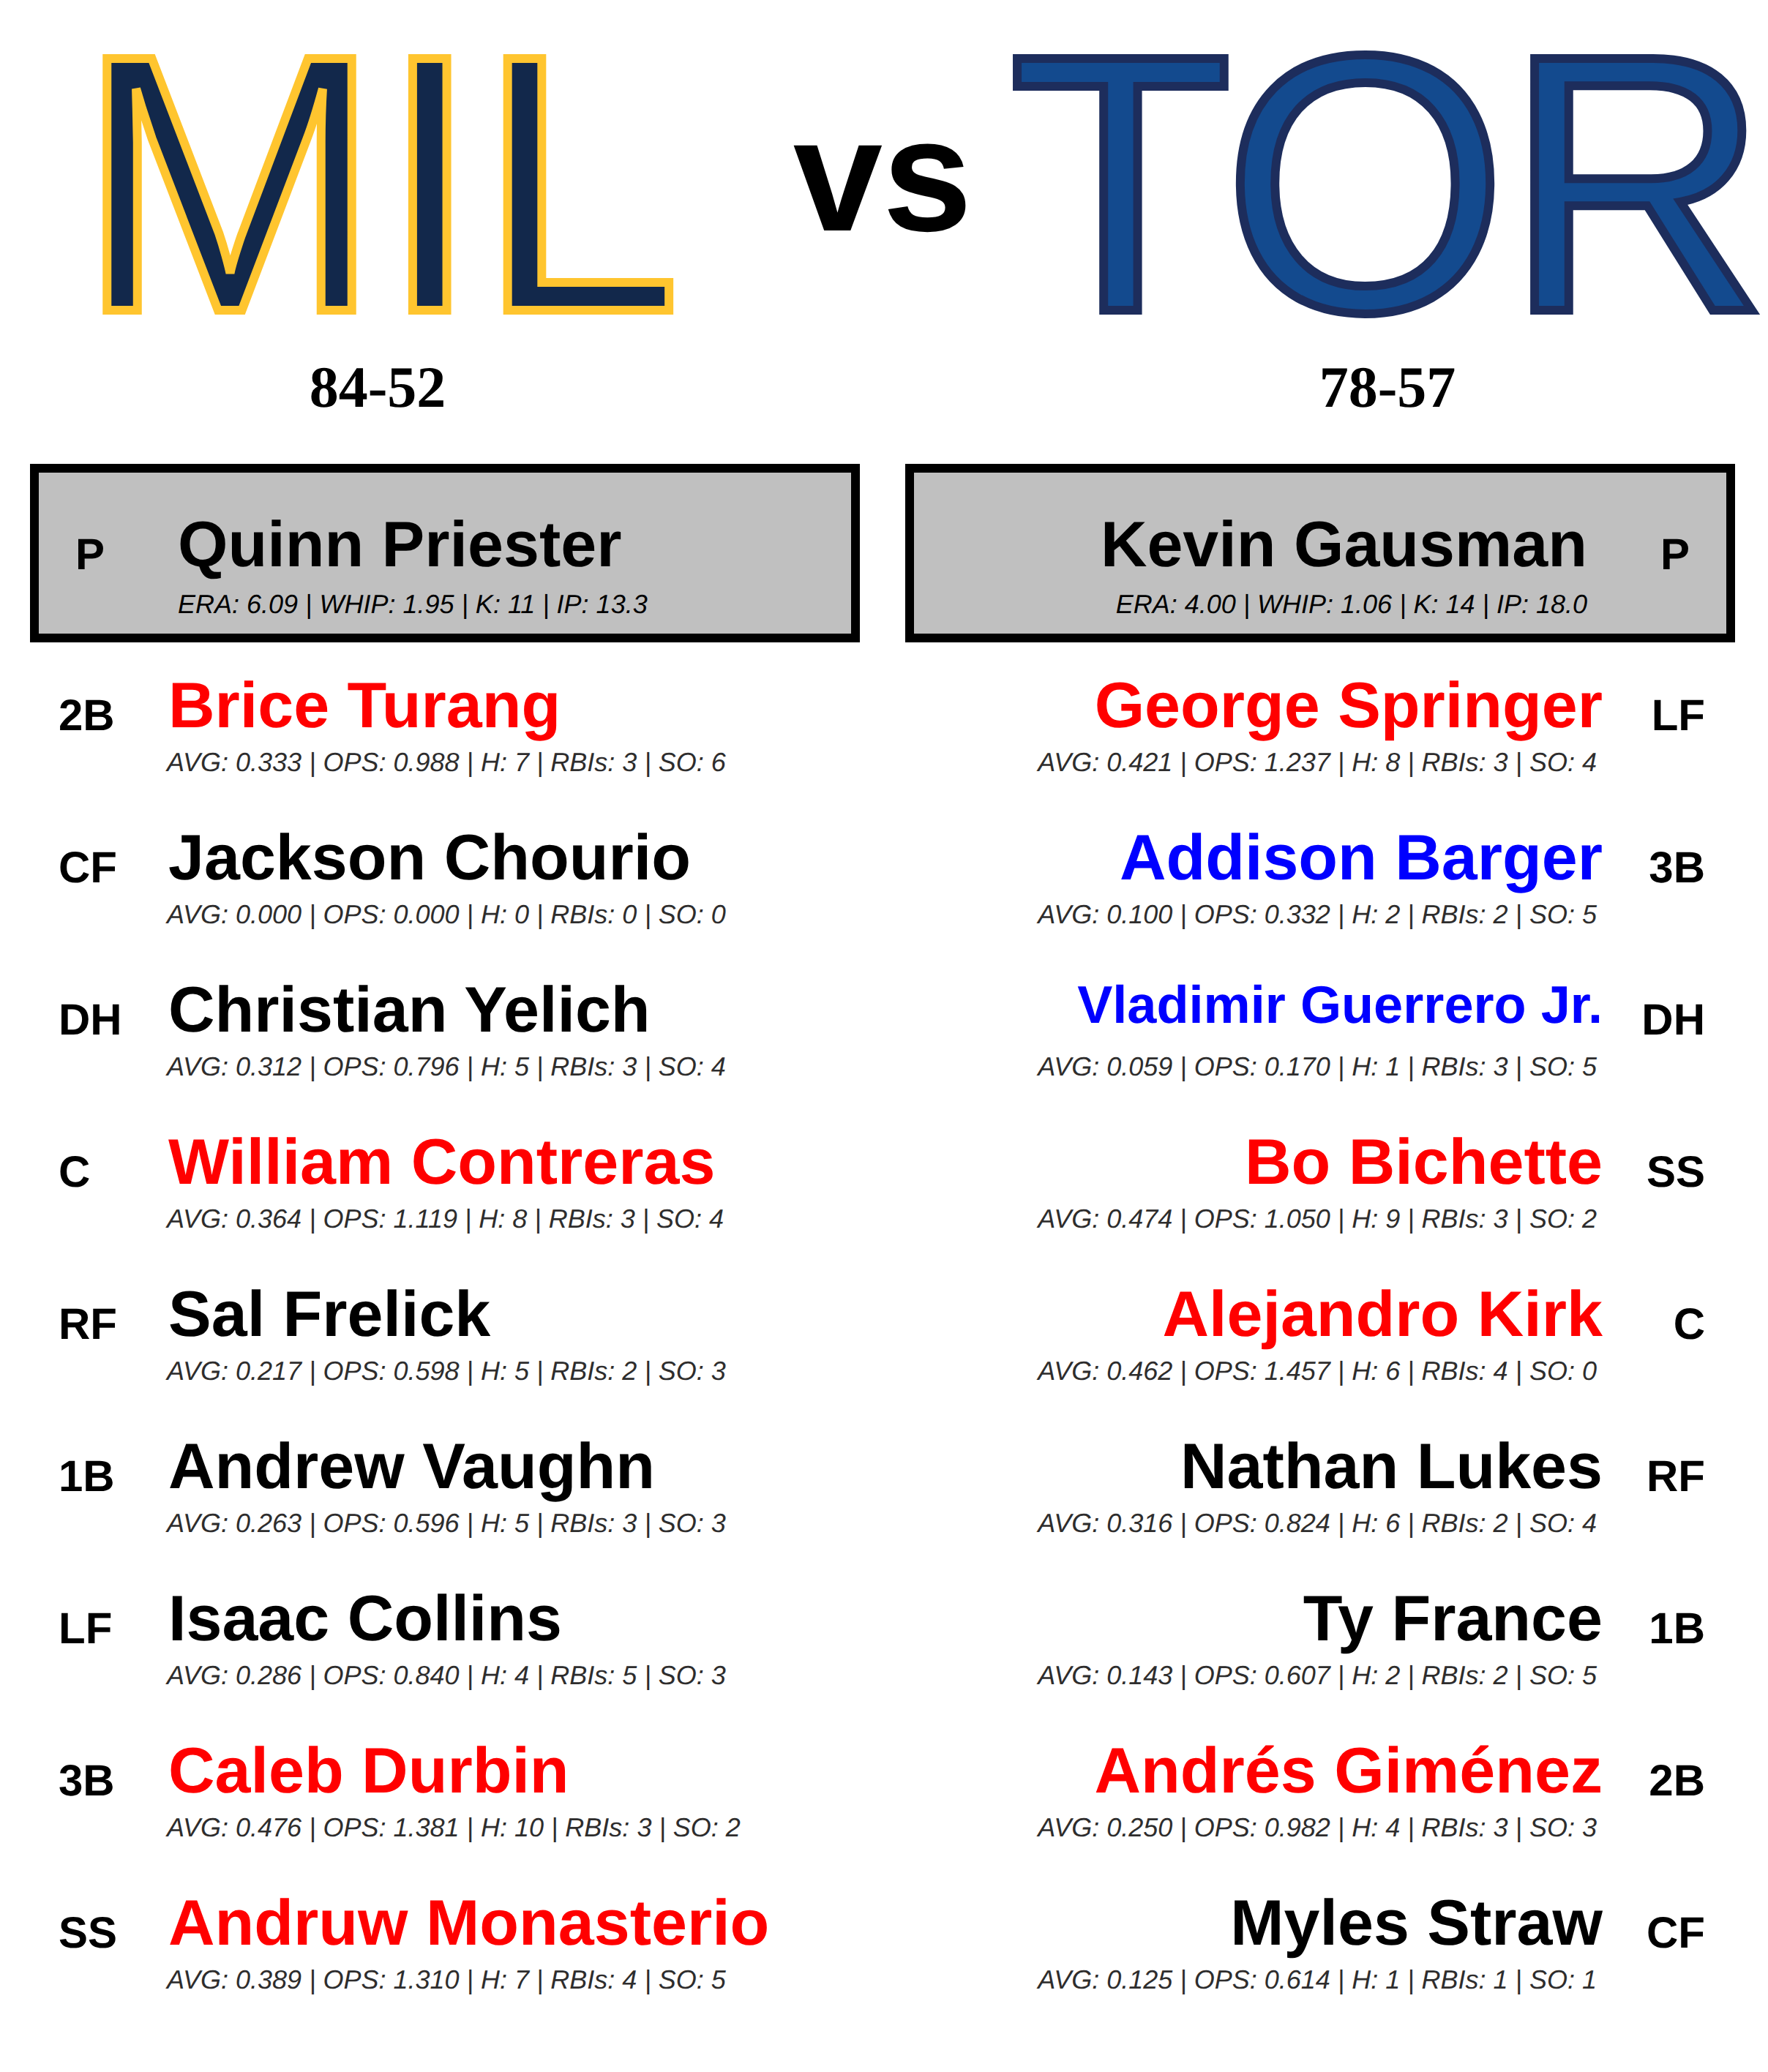 MIL vs TOR
84-52 78-57
P Quinn Priester
ERA: 6.09 | WHIP: 1.95 | K: 11 | IP: 13.3
Kevin Gausman P
ERA: 4.00 | WHIP: 1.06 | K: 14 | IP: 18.0
2B Brice Turang
AVG: 0.333 | OPS: 0.988 | H: 7 | RBIs: 3 | SO: 6
CF Jackson Chourio
AVG: 0.000 | OPS: 0.000 | H: 0 | RBIs: 0 | SO: 0
DH Christian Yelich
AVG: 0.312 | OPS: 0.796 | H: 5 | RBIs: 3 | SO: 4
C William Contreras
AVG: 0.364 | OPS: 1.119 | H: 8 | RBIs: 3 | SO: 4
RF Sal Frelick
AVG: 0.217 | OPS: 0.598 | H: 5 | RBIs: 2 | SO: 3
1B Andrew Vaughn
AVG: 0.263 | OPS: 0.596 | H: 5 | RBIs: 3 | SO: 3
LF Isaac Collins
AVG: 0.286 | OPS: 0.840 | H: 4 | RBIs: 5 | SO: 3
3B Caleb Durbin
AVG: 0.476 | OPS: 1.381 | H: 10 | RBIs: 3 | SO: 2
SS Andruw Monasterio
AVG: 0.389 | OPS: 1.310 | H: 7 | RBIs: 4 | SO: 5
George Springer LF
AVG: 0.421 | OPS: 1.237 | H: 8 | RBIs: 3 | SO: 4
Addison Barger 3B
AVG: 0.100 | OPS: 0.332 | H: 2 | RBIs: 2 | SO: 5
Vladimir Guerrero Jr. DH
AVG: 0.059 | OPS: 0.170 | H: 1 | RBIs: 3 | SO: 5
Bo Bichette SS
AVG: 0.474 | OPS: 1.050 | H: 9 | RBIs: 3 | SO: 2
Alejandro Kirk C
AVG: 0.462 | OPS: 1.457 | H: 6 | RBIs: 4 | SO: 0
Nathan Lukes RF
AVG: 0.316 | OPS: 0.824 | H: 6 | RBIs: 2 | SO: 4
Ty France 1B
AVG: 0.143 | OPS: 0.607 | H: 2 | RBIs: 2 | SO: 5
Andrés Giménez 2B
AVG: 0.250 | OPS: 0.982 | H: 4 | RBIs: 3 | SO: 3
Myles Straw CF
AVG: 0.125 | OPS: 0.614 | H: 1 | RBIs: 1 | SO: 1